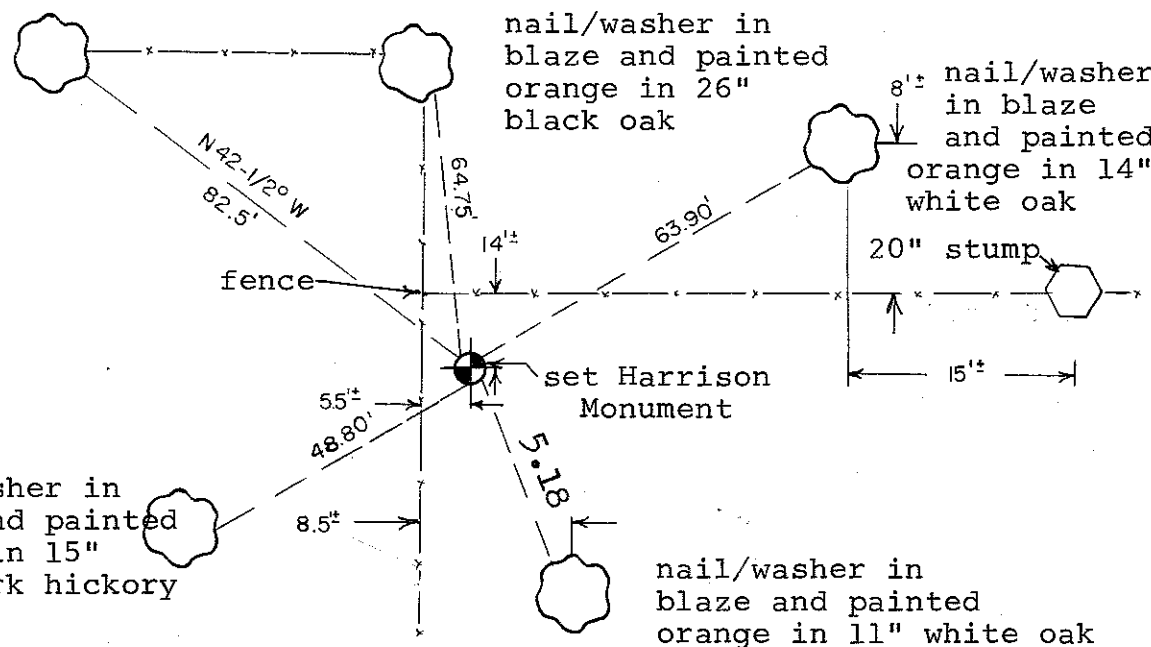 nail/washer in
blaze and painted
orange in 26"
black oak
8'±
nail/washer
in blaze
and painted
orange in 14"
white oak
N 42-1/2° W
82.5'
64.75'
63.90'
14'±
20" stump
fence
set Harrison
Monument
15'±
5.5'±
48.80'
5.18
8.5'±
sher in
nd painted
in 15"
rk hickory
nail/washer in
blaze and painted
orange in 11" white oak